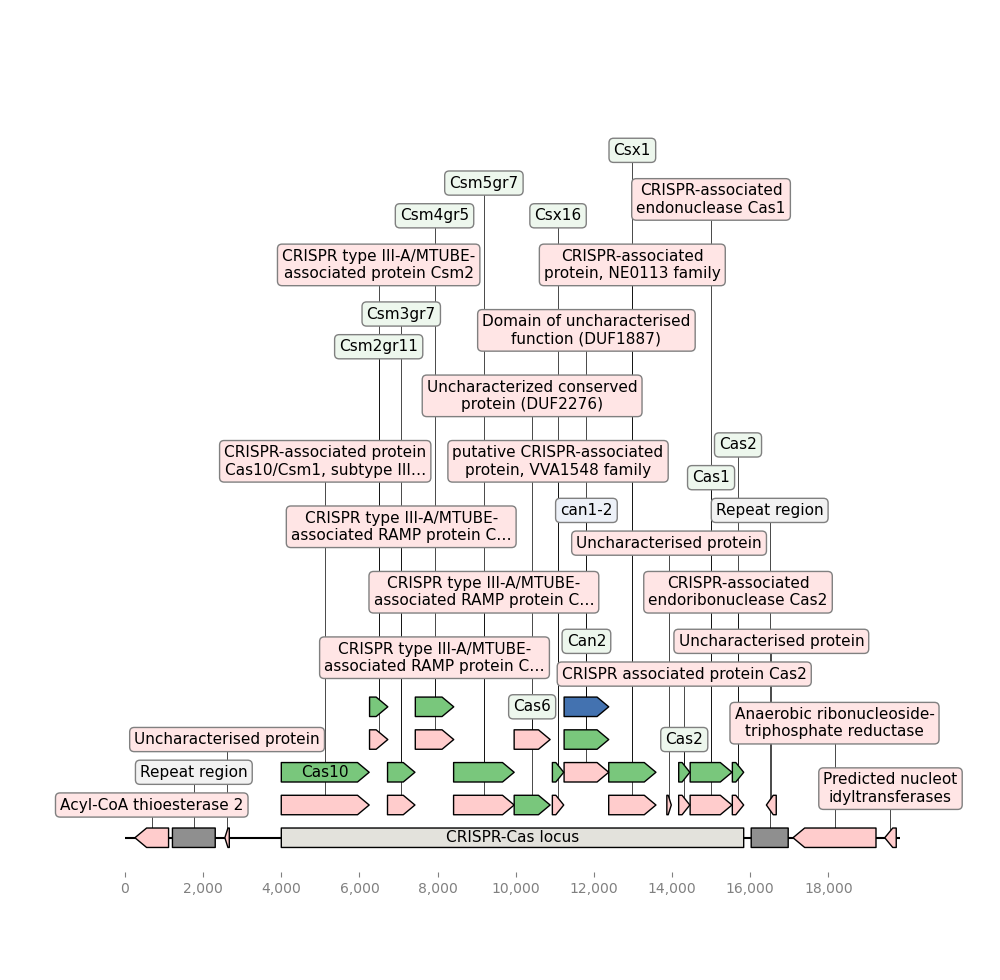 Csx1
Csm5gr7
CRISPR-associated
endonuclease Cas1
Csm4gr5
Csx16
CRISPR type III-A/MTUBE-
associated protein Csm2
CRISPR-associated
protein, NE0113 family
Csm3gr7
Domain of uncharacterised
function (DUF1887)
Csm2gr11
Uncharacterized conserved
protein (DUF2276)
Cas2
CRISPR-associated protein
Cas10/Csm1, subtype III...
putative CRISPR-associated
protein, VVA1548 family
Cas1
can1-2
Repeat region
CRISPR type III-A/MTUBE-
associated RAMP protein C...
Uncharacterised protein
CRISPR type III-A/MTUBE-
associated RAMP protein C...
CRISPR-associated
endoribonuclease Cas2
Can2
Uncharacterised protein
CRISPR type III-A/MTUBE-
associated RAMP protein C...
CRISPR associated protein Cas2
Cas6
Anaerobic ribonucleoside-
triphosphate reductase
Uncharacterised protein
Cas2
Repeat region
Cas10
Predicted nucleot
idyltransferases
Acyl-CoA thioesterase 2
CRISPR-Cas locus
0 2,000 4,000 6,000 8,000 10,000 12,000 14,000 16,000 18,000